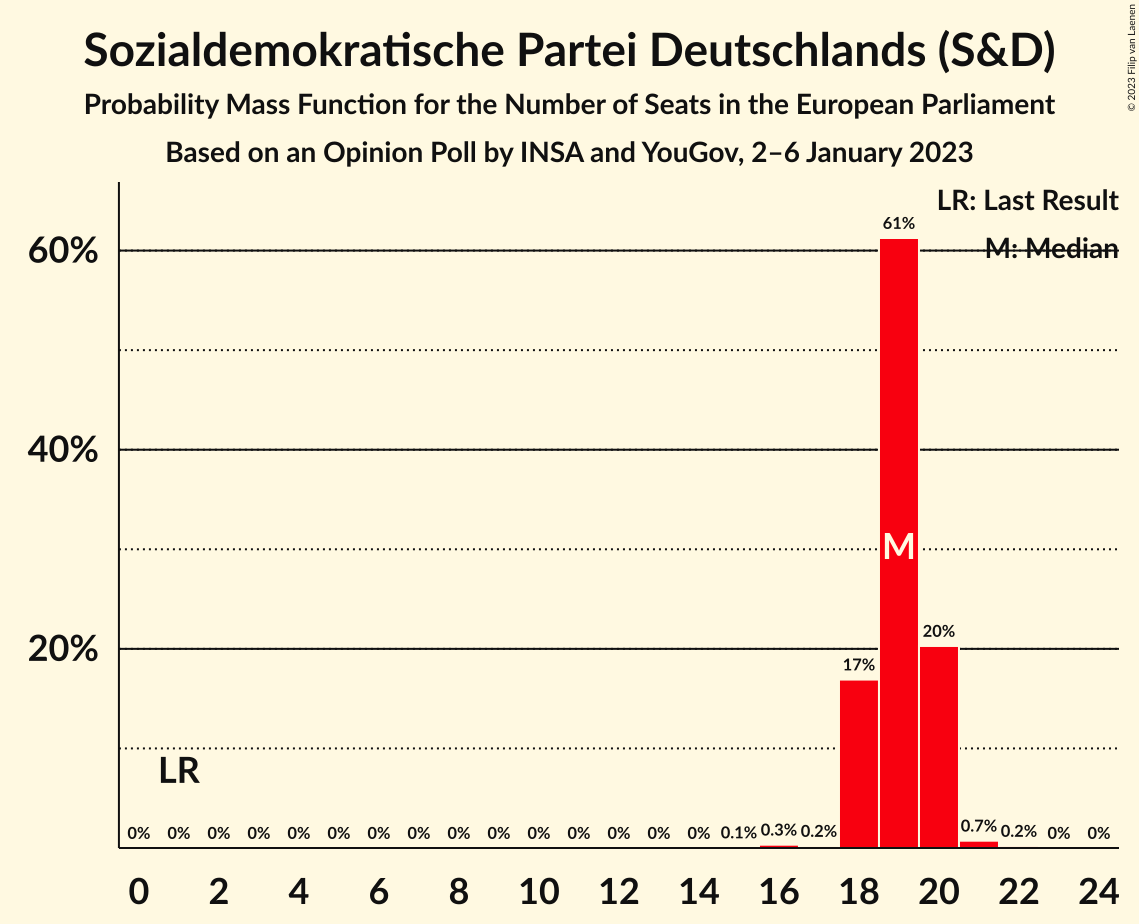 Sozialdemokratische Partei Deutschlands (S&D)
Probability Mass Function for the Number of Seats in the European Parliament
Based on an Opinion Poll by INSA and YouGov, 2–6 January 2023
© 2023 Filip van Laenen
LR: Last Result
M: Median
61%
60%
40%
M
20%
20%
17%
LR
0% 0% 0% 0% 0% 0% 0% 0% 0% 0% 0% 0% 0% 0% 0% 0.1% 0.3% 0.2% 0.7% 0.2% 0% 0%
0 2 4 6 8 10 12 14 16 18 20 22 24